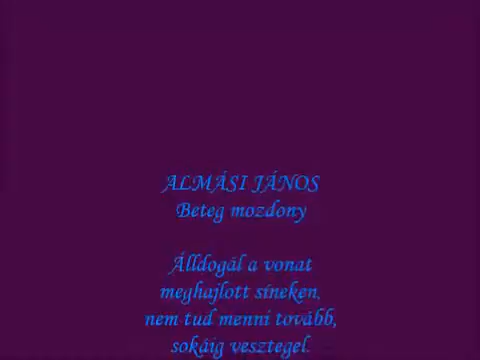 ALMÁSI JÁNOS
Beteg mozdony
Álldogál a vonat
meghajlott síneken,
nem tud menni tovább,
sokáig vesztegel.